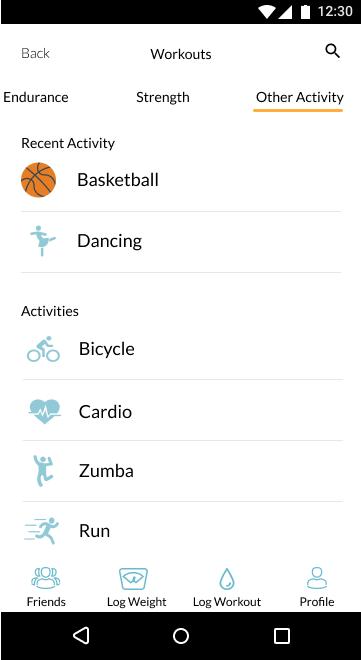 12:30
Back Workouts
Endurance Strength Other Activity
Recent Activity
Basketball
Dancing
Activities
Bicycle
Cardio
Zumba
Run
Friends Log Weight Log Workout Profile